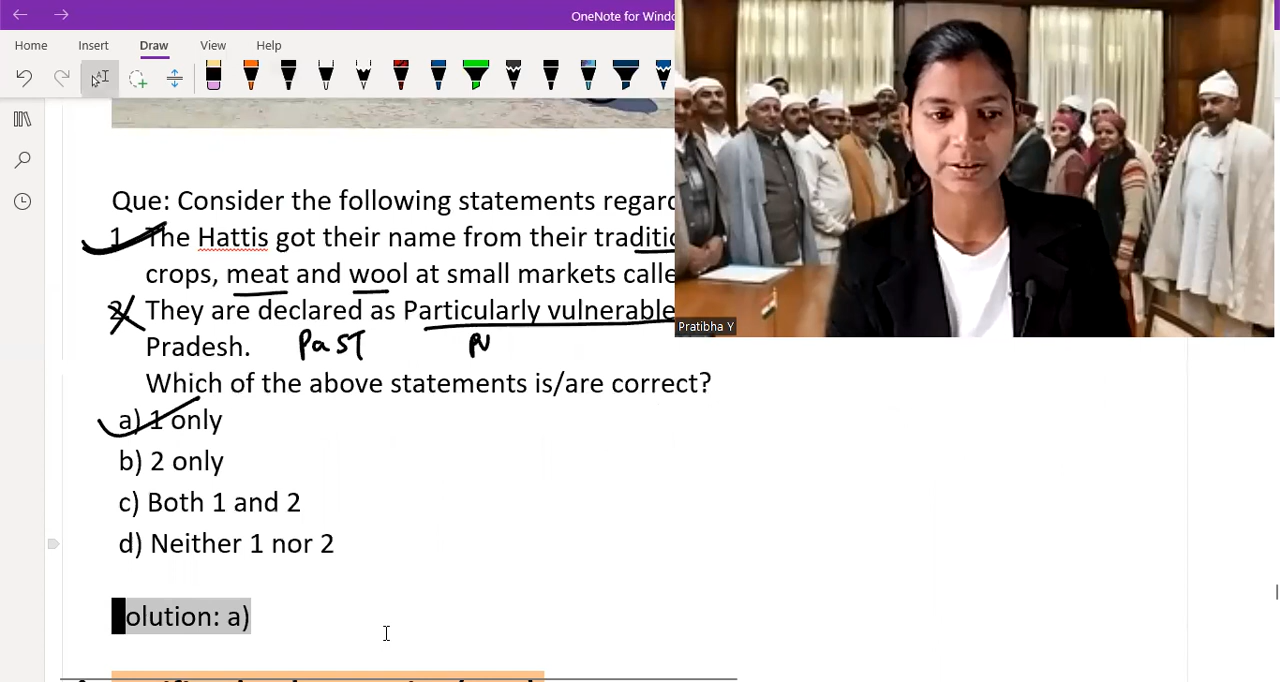 OneNote for Windo
Home Insert Draw View Help
Que: Consider the following statements regard
1. The Hattis got their name from their traditio
crops, meat and wool at small markets calle
2. They are declared as Particularly vulnerable
Pradesh.
Past
Which of the above statements is/are correct?
a) 1 only
b) 2 only
c) Both 1 and 2
d) Neither 1 nor 2
Solution: a)
Pratibha Y